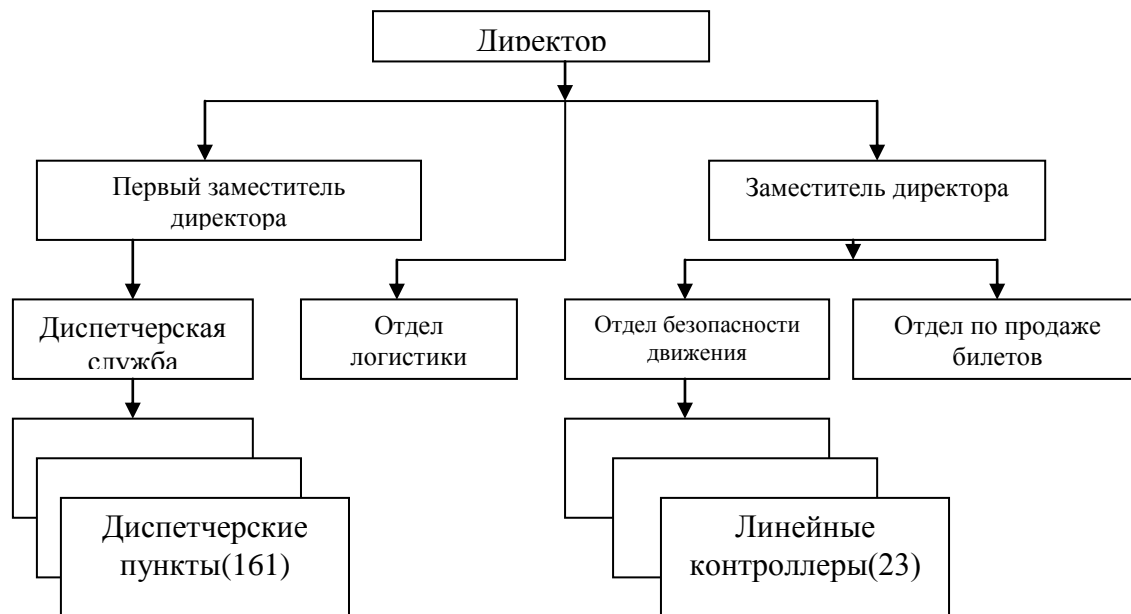 Директор
Первый заместитель
директора
Заместитель директора
Диспетчерская
служба
Отдел
логистики
Отдел безопасности
движения
Отдел по продаже
билетов
Диспетчерские
пункты(161)
Линейные
контроллеры(23)